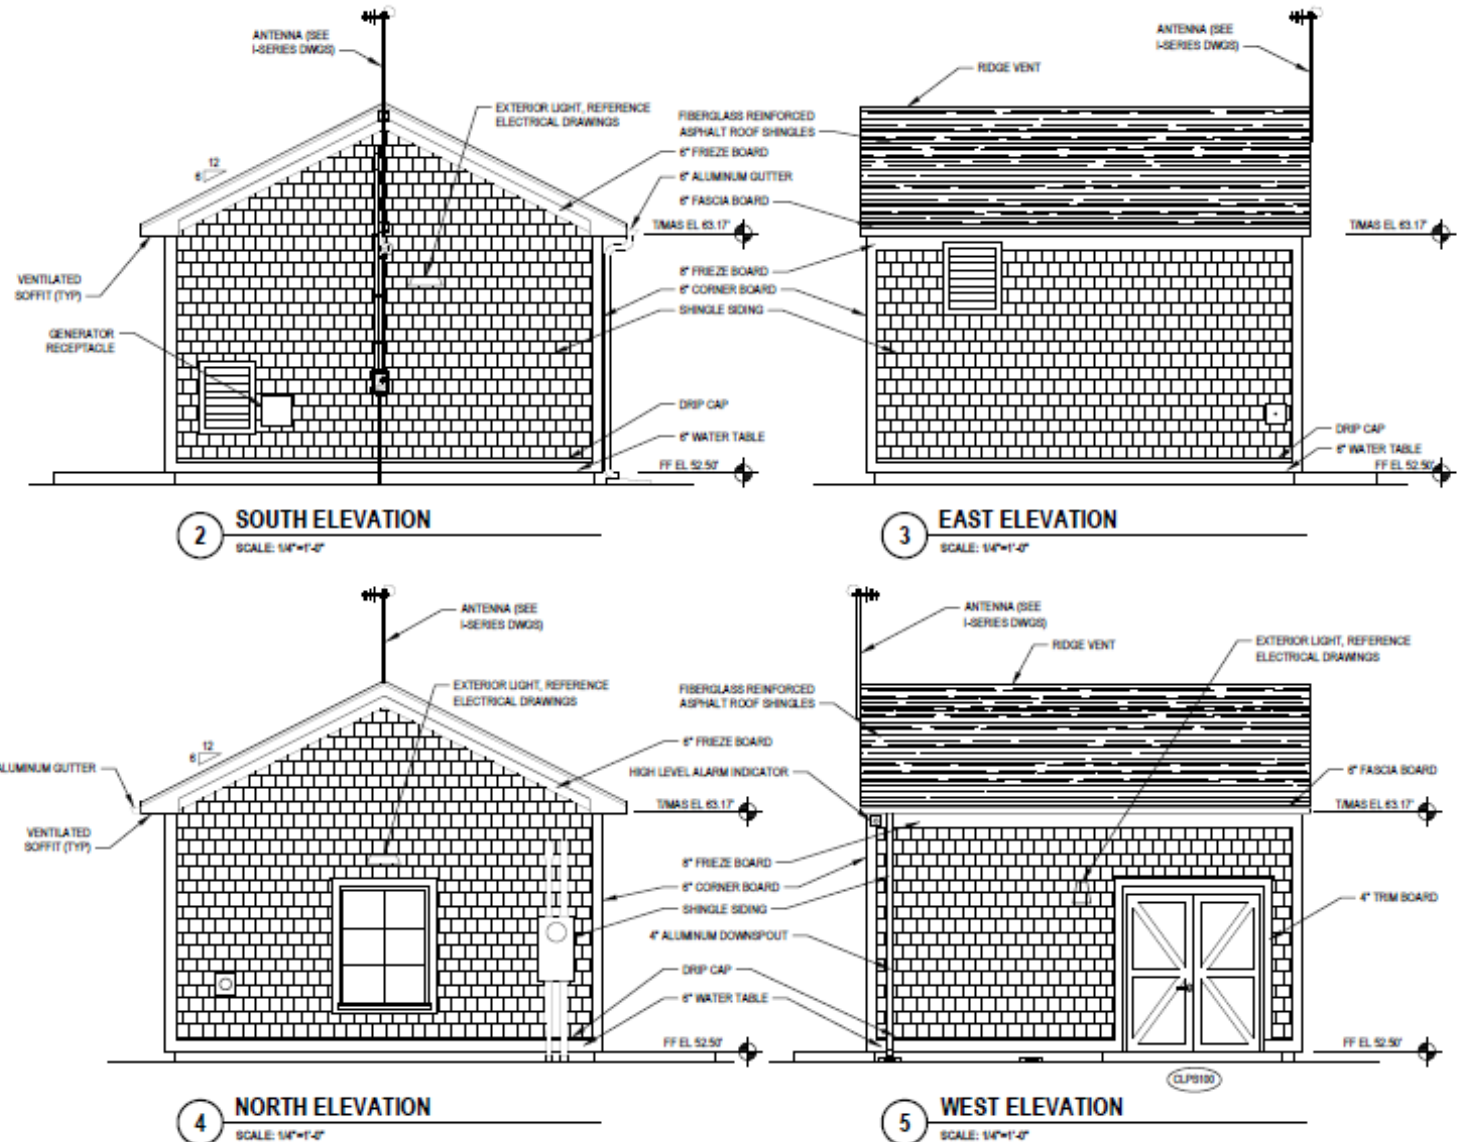 ANTENNA (SEE
I-SERIES DWGS)
EXTERIOR LIGHT, REFERENCE
ELECTRICAL DRAWINGS
12
6
FIBERGLASS REINFORCED
ASPHALT ROOF SHINGLES
6" FRIEZE BOARD
6" ALUMINUM GUTTER
6" FASCIA BOARD
T/MAS EL 63.17'
VENTILATED
SOFFIT (TYP)
GENERATOR
RECEPTACLE
8" FRIEZE BOARD
6" CORNER BOARD
SHINGLE SIDING
DRIP CAP
6" WATER TABLE
FF EL 52.50'
2
SOUTH ELEVATION
SCALE: 1/4"=1'-0"
ANTENNA (SEE
I-SERIES DWGS)
RIDGE VENT
T/MAS EL 63.17'
DRIP CAP
6" WATER TABLE
FF EL 52.50'
3
EAST ELEVATION
SCALE: 1/4"=1'-0"
ANTENNA (SEE
I-SERIES DWGS)
EXTERIOR LIGHT, REFERENCE
ELECTRICAL DRAWINGS
12
6
ALUMINUM GUTTER
VENTILATED
SOFFIT (TYP)
FIBERGLASS REINFORCED
ASPHALT ROOF SHINGLES
6" FRIEZE BOARD
HIGH LEVEL ALARM INDICATOR
T/MAS EL 63.17'
8" FRIEZE BOARD
6" CORNER BOARD
SHINGLE SIDING
4" ALUMINUM DOWNSPOUT
DRIP CAP
6" WATER TABLE
FF EL 52.50'
4
NORTH ELEVATION
SCALE: 1/4"=1'-0"
ANTENNA (SEE
I-SERIES DWGS)
RIDGE VENT
EXTERIOR LIGHT, REFERENCE
ELECTRICAL DRAWINGS
6" FASCIA BOARD
T/MAS EL 63.17'
4" TRIM BOARD
FF EL 52.50'
CLPS100
5
WEST ELEVATION
SCALE: 1/4"=1'-0"